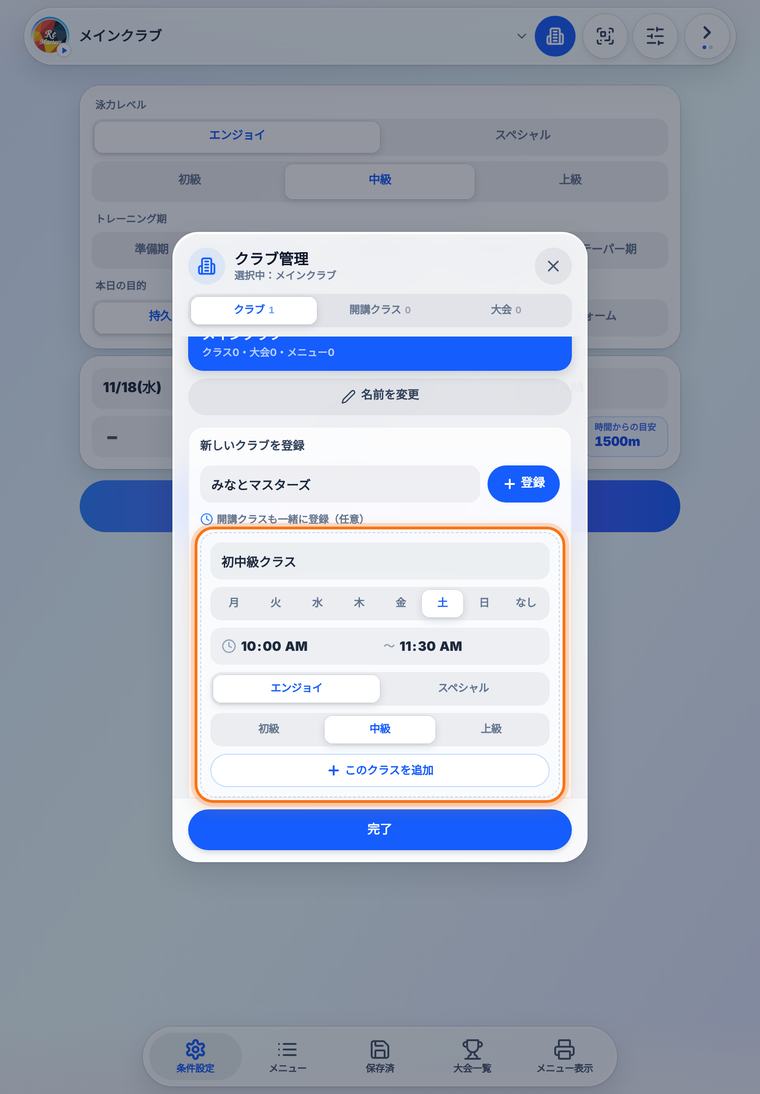 メインクラブ
泳力レベル
エンジョイ
スペシャル
初級
中級
上級
トレーニング期
準備期
テーパー期
本日の目的
持久
ォーム
クラブ管理
選択中：メインクラブ
クラブ 1
開講クラス 0
大会 0
メインクラブ
クラス0・大会0・メニュー0
名前を変更
11/18(水)
–
時間からの目安
1500m
新しいクラブを登録
みなとマスターズ
＋ 登録
開講クラスも一緒に登録（任意）
初中級クラス
月 火 水 木 金 土 日 なし
10:00 AM 〜 11:30 AM
エンジョイ
スペシャル
初級
中級
上級
＋ このクラスを追加
完了
条件設定
メニュー
保存済
大会一覧
メニュー表示